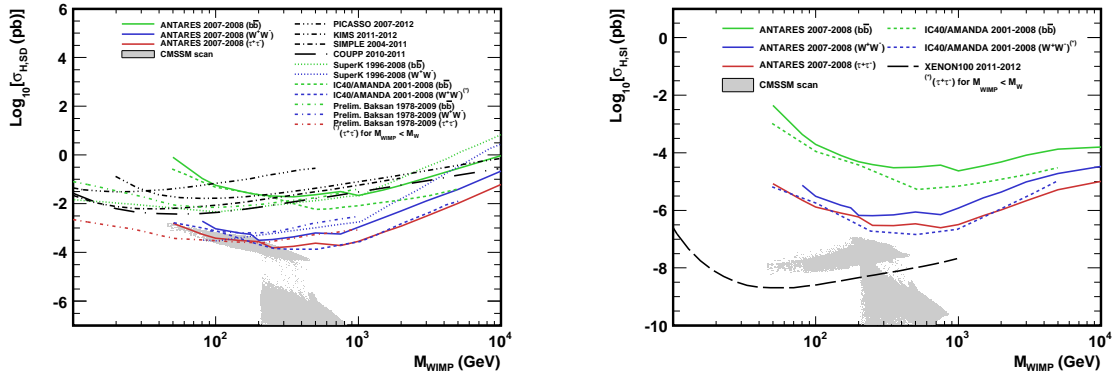 Log10[σH,SD (pb)]
6
4
2
0
-2
-4
-6
ANTARES 2007-2008 (bb̄)
ANTARES 2007-2008 (W+W-)
ANTARES 2007-2008 (τ+τ-)
CMSSM scan
PICASSO 2007-2012
KIMS 2011-2012
SIMPLE 2004-2011
COUPP 2010-2011
SuperK 1996-2008 (bb̄)
SuperK 1996-2008 (W+W-)
IC40/AMANDA 2001-2008 (bb̄)
IC40/AMANDA 2001-2008 (W+W-)(*)
Prelim. Baksan 1978-2009 (bb̄)
Prelim. Baksan 1978-2009 (W+W-)
Prelim. Baksan 1978-2009 (τ+τ-)
(*)(τ+τ-) for MWIMP < MW
10²
10³
10⁴
MWIMP (GeV)
Log10[σH,SI (pb)]
0
-2
-4
-6
-8
-10
ANTARES 2007-2008 (bb̄)
ANTARES 2007-2008 (W+W-)
ANTARES 2007-2008 (τ+τ-)
CMSSM scan
IC40/AMANDA 2001-2008 (bb̄)
IC40/AMANDA 2001-2008 (W+W-)(*)
XENON100 2011-2012
(*)(τ+τ-) for MWIMP < MW
10²
10³
10⁴
MWIMP (GeV)